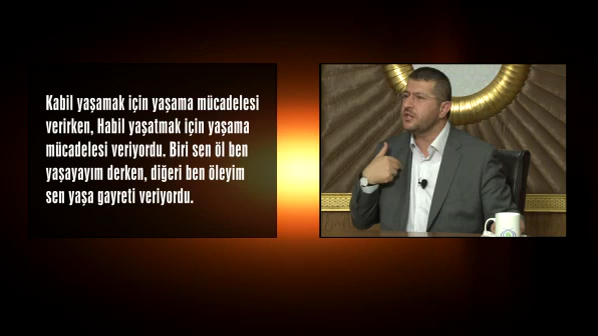 Kabil yaşamak için yaşama mücadelesi
verirken, Habil yaşatmak için yaşama
mücadelesi veriyordu. Biri sen öl ben
yaşayayım derken, diğeri ben öleyim
sen yaşa gayreti veriyordu.